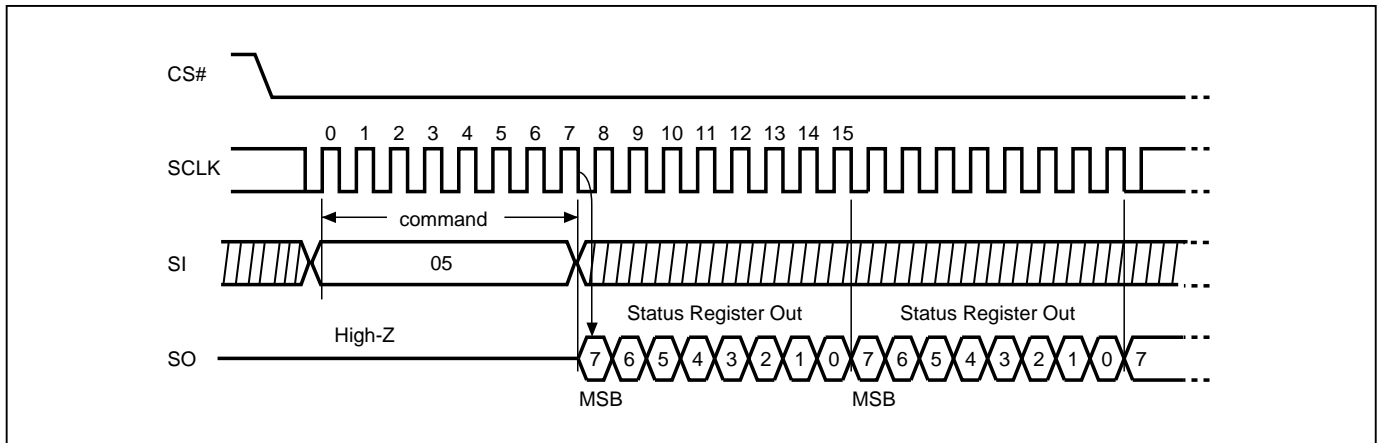 CS#
0 1 2 3 4 5 6 7 8 9 10 11 12 13 14 15
SCLK
command
SI
05
Status Register Out Status Register Out
High-Z
SO
7 6 5 4 3 2 1 0 7 6 5 4 3 2 1 0 7
MSB MSB